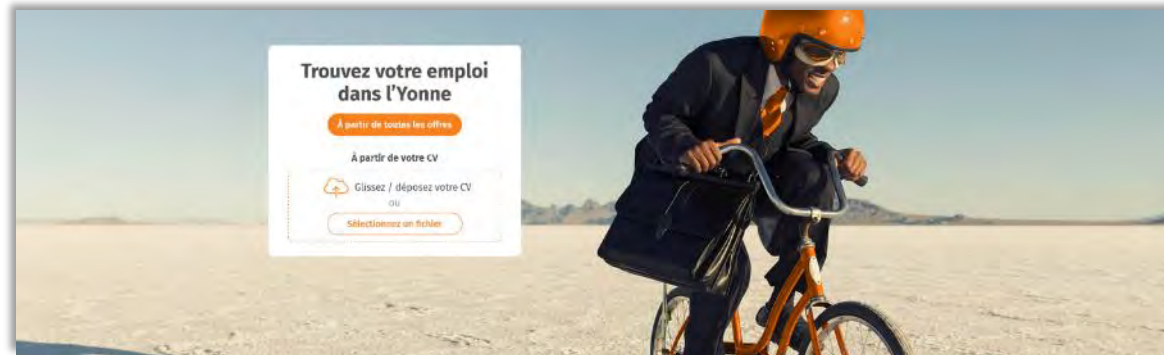 Trouvez votre emploi
dans l'Yonne
À partir de toutes les offres
À partir de votre CV
Glissez / déposez votre CV
ou
Sélectionnez un fichier